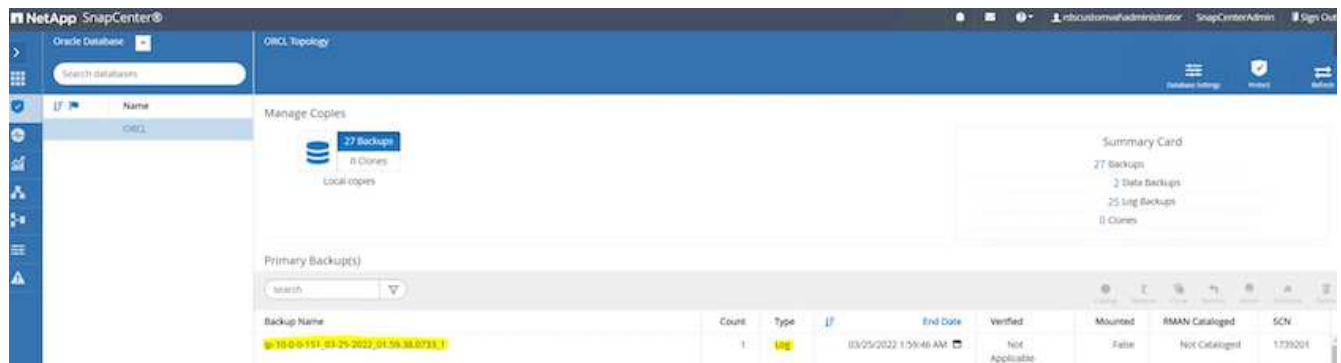 NetApp SnapCenter®
rdscustomval\administrator SnapCenterAdmin Sign Out
Oracle Database
ORCL Topology
Search databases
Database Settings Protect Refresh
Name
ORCL
Manage Copies
27 Backups
0 Clones
Local copies
Summary Card
27 Backups
2 Data Backups
25 Log Backups
0 Clones
Primary Backup(s)
search
Backup Name Count Type End Date Verified Mounted RMAN Cataloged SCN
ip-10-0-0-151_03-25-2022_01.59.38.0733_1 1 Log 03/25/2022 1:59:46 AM Not Applicable False Not Cataloged 1739201